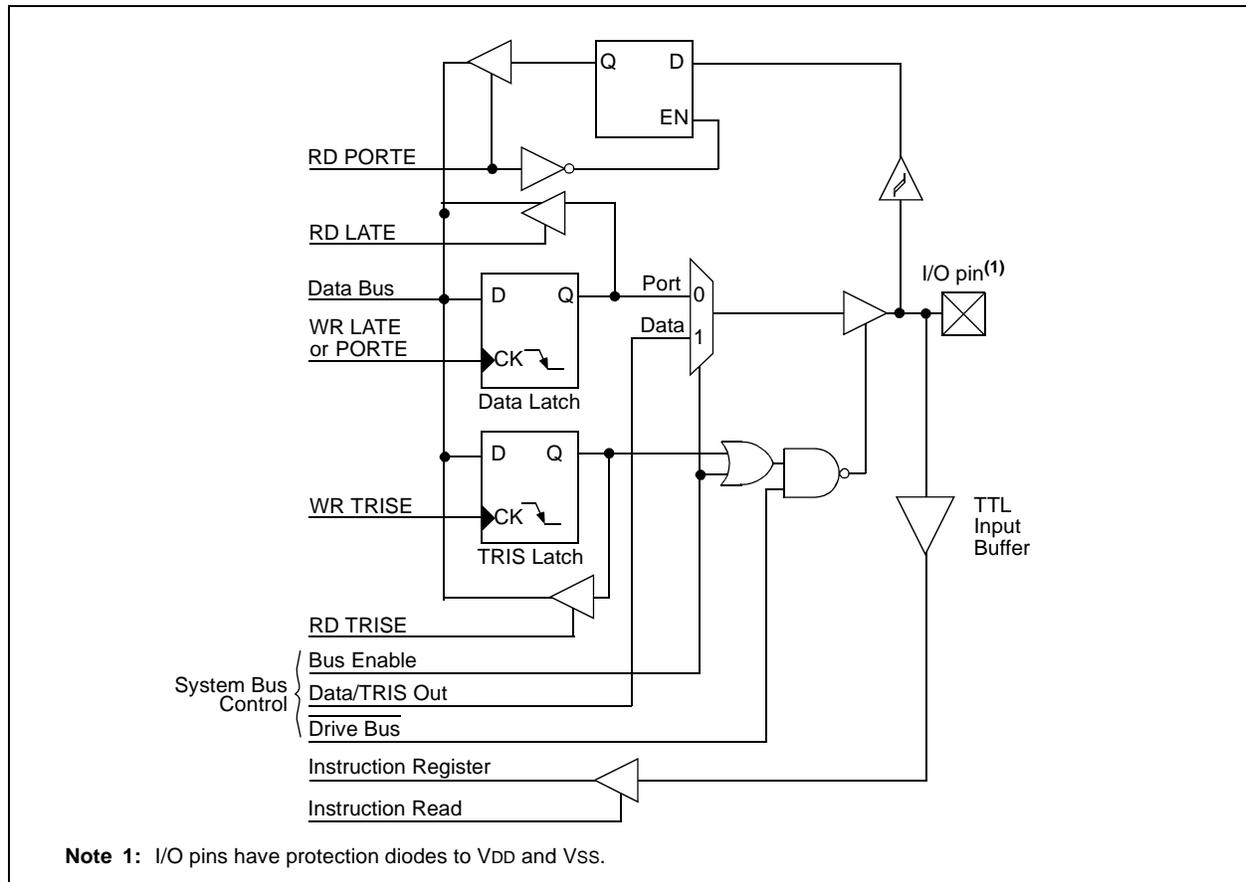 Q
D
EN
RD PORTE
RD LATE
I/O pin(1)
Data Bus
D
Q
Port
0
WR LATE
or PORTE
Data
1
CK
Data Latch
D
Q
WR TRISE
CK
TTL
Input
Buffer
TRIS Latch
RD TRISE
System Bus
Control
Bus Enable
Data/TRIS Out
Drive Bus
Instruction Register
Instruction Read
Note 1: I/O pins have protection diodes to VDD and VSS.